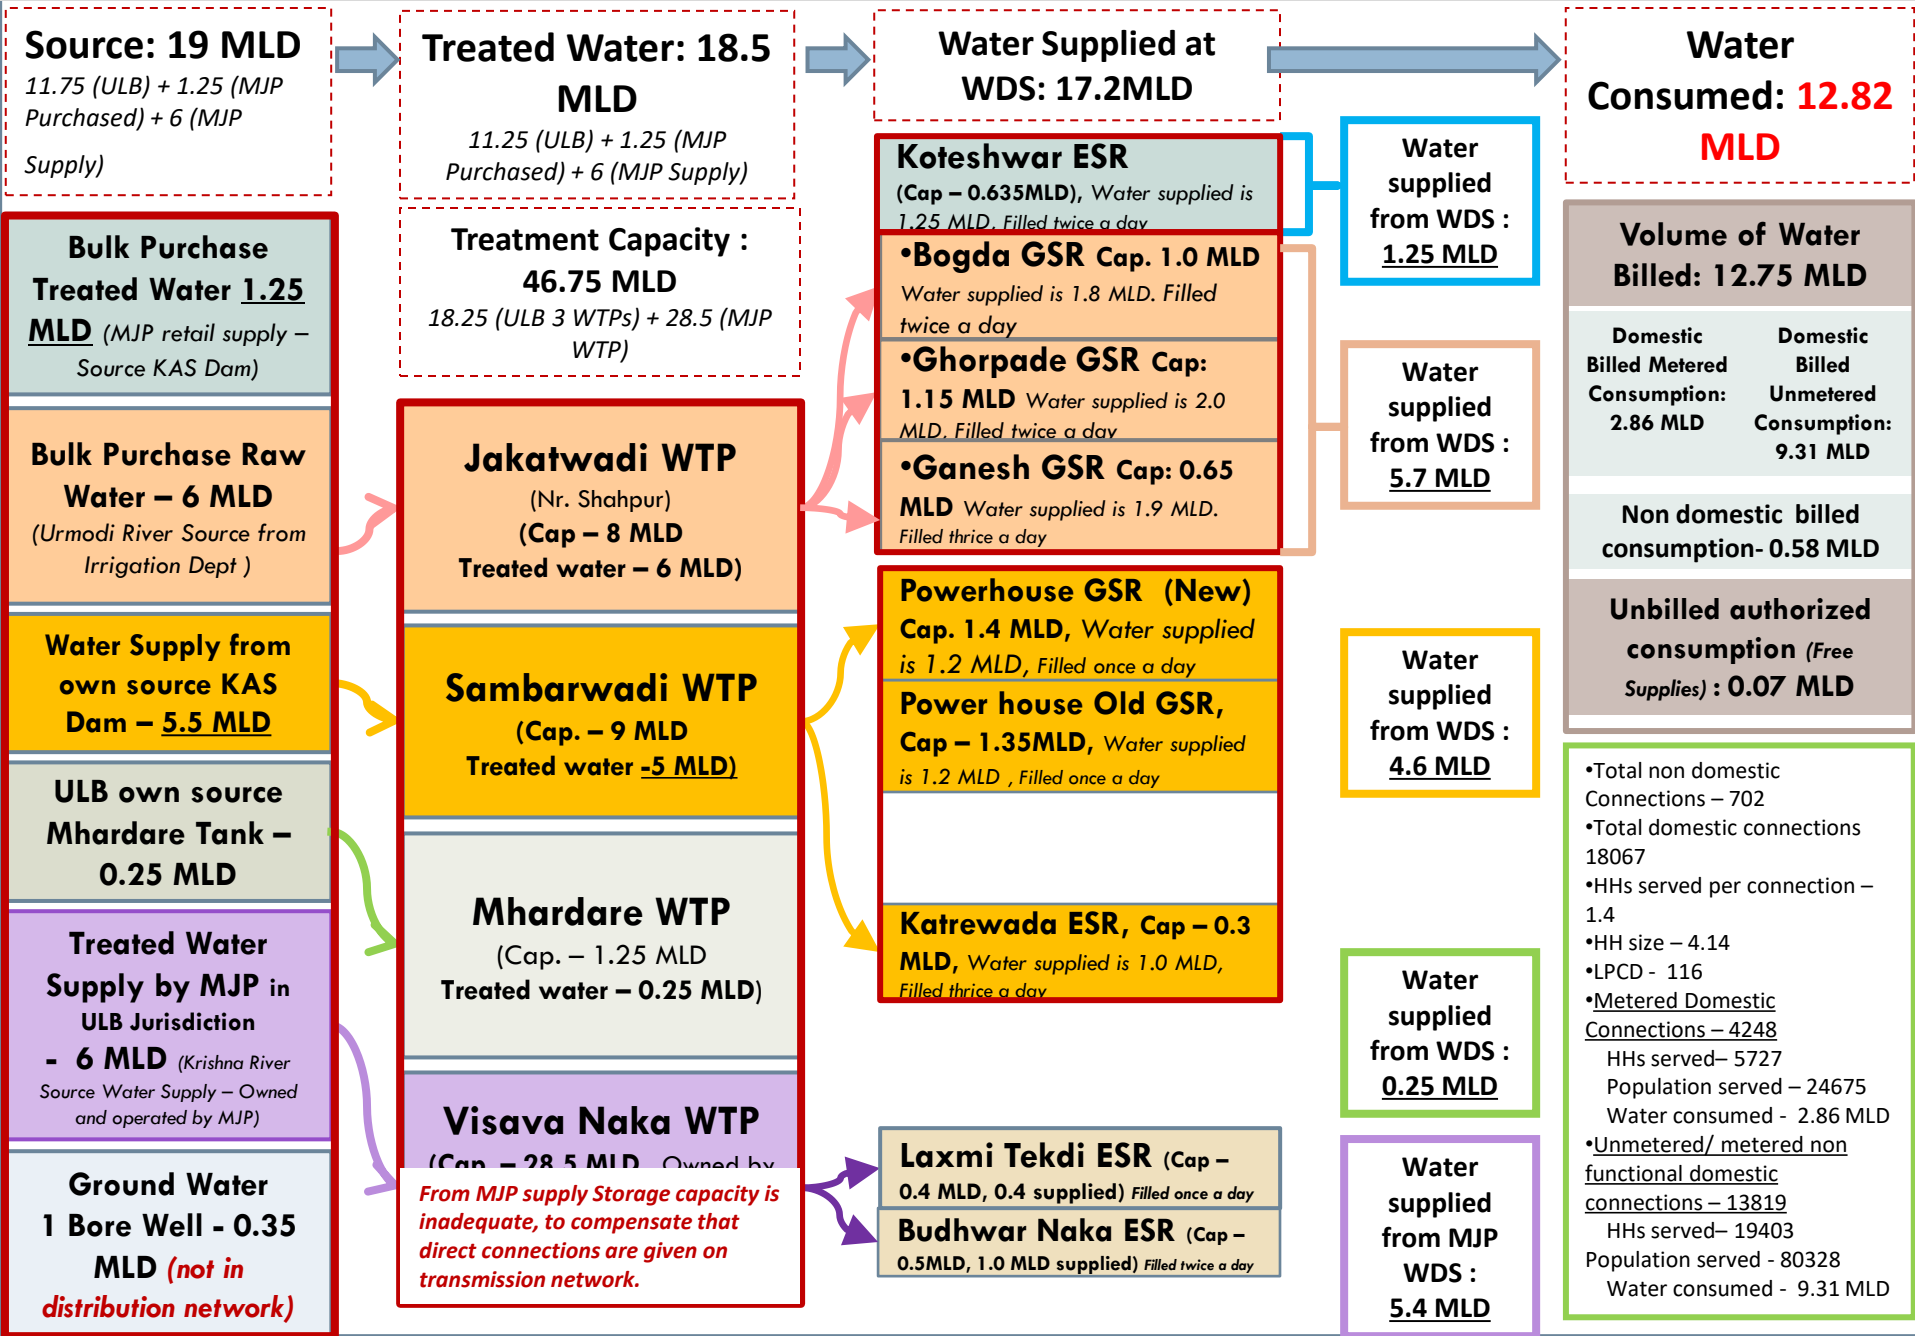 Source: 19 MLD
11.75 (ULB) + 1.25 (MJP
Purchased) + 6 (MJP
Supply)
Treated Water: 18.5
MLD
11.25 (ULB) + 1.25 (MJP
Purchased) + 6 (MJP Supply)
Water Supplied at
WDS: 17.2MLD
Water
Consumed: 12.82
MLD
Bulk Purchase
Treated Water 1.25
MLD (MJP retail supply –
Source KAS Dam)
Bulk Purchase Raw
Water – 6 MLD
(Urmodi River Source from
Irrigation Dept )
Water Supply from
own source KAS
Dam – 5.5 MLD
ULB own source
Mhardare Tank –
0.25 MLD
Treated Water
Supply by MJP in
ULB Jurisdiction
- 6 MLD (Krishna River
Source Water Supply – Owned
and operated by MJP)
Ground Water
1 Bore Well - 0.35
MLD (not in
distribution network)
Treatment Capacity :
46.75 MLD
18.25 (ULB 3 WTPs) + 28.5 (MJP
WTP)
Jakatwadi WTP
(Nr. Shahpur)
(Cap – 8 MLD
Treated water – 6 MLD)
Sambarwadi WTP
(Cap. – 9 MLD
Treated water -5 MLD)
Mhardare WTP
(Cap. – 1.25 MLD
Treated water – 0.25 MLD)
Visava Naka WTP
(Cap. – 28.5 MLD Owned by
From MJP supply Storage capacity is
inadequate, to compensate that
direct connections are given on
transmission network.
Koteshwar ESR
(Cap – 0.635MLD), Water supplied is
1.25 MLD, Filled twice a day
•Bogda GSR Cap. 1.0 MLD
Water supplied is 1.8 MLD. Filled
twice a day
•Ghorpade GSR Cap:
1.15 MLD Water supplied is 2.0
MLD, Filled twice a day
•Ganesh GSR Cap: 0.65
MLD Water supplied is 1.9 MLD.
Filled thrice a day
Powerhouse GSR (New)
Cap. 1.4 MLD, Water supplied
is 1.2 MLD, Filled once a day
Power house Old GSR,
Cap – 1.35MLD, Water supplied
is 1.2 MLD , Filled once a day
Katrewada ESR, Cap – 0.3
MLD, Water supplied is 1.0 MLD,
Filled thrice a day
Laxmi Tekdi ESR (Cap –
0.4 MLD, 0.4 supplied) Filled once a day
Budhwar Naka ESR (Cap –
0.5MLD, 1.0 MLD supplied) Filled twice a day
Water
supplied
from WDS :
1.25 MLD
Water
supplied
from WDS :
5.7 MLD
Water
supplied
from WDS :
4.6 MLD
Water
supplied
from WDS :
0.25 MLD
Water
supplied
from MJP
WDS :
5.4 MLD
Volume of Water
Billed: 12.75 MLD
Domestic
Billed Metered
Consumption:
2.86 MLD
Domestic
Billed
Unmetered
Consumption:
9.31 MLD
Non domestic billed
consumption- 0.58 MLD
Unbilled authorized
consumption (Free
Supplies) : 0.07 MLD
•Total non domestic
Connections – 702
•Total domestic connections
18067
•HHs served per connection –
1.4
•HH size – 4.14
•LPCD - 116
•Metered Domestic
Connections – 4248
HHs served– 5727
Population served – 24675
Water consumed - 2.86 MLD
•Unmetered/ metered non
functional domestic
connections – 13819
HHs served– 19403
Population served - 80328
Water consumed - 9.31 MLD